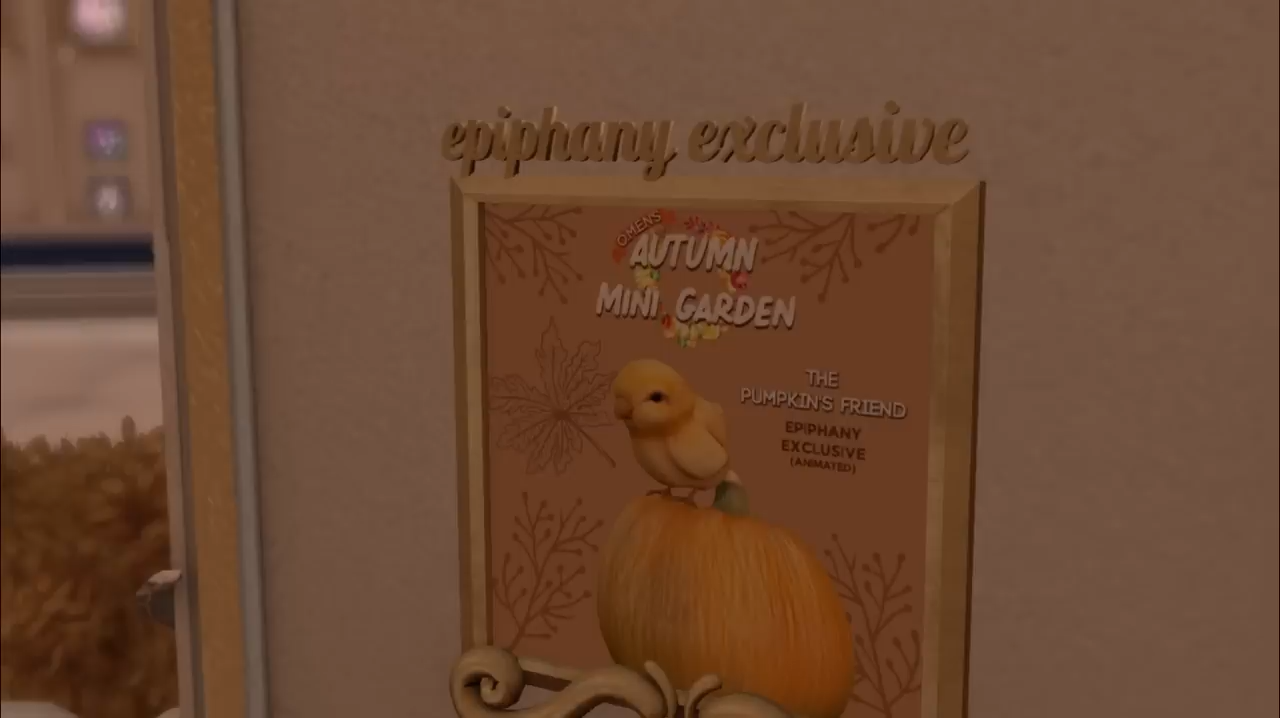 epiphany exclusive
OMENS
AUTUMN
MINI GARDEN
THE
PUMPKIN'S FRIEND
EPIPHANY
EXCLUSIVE
(ANIMATED)